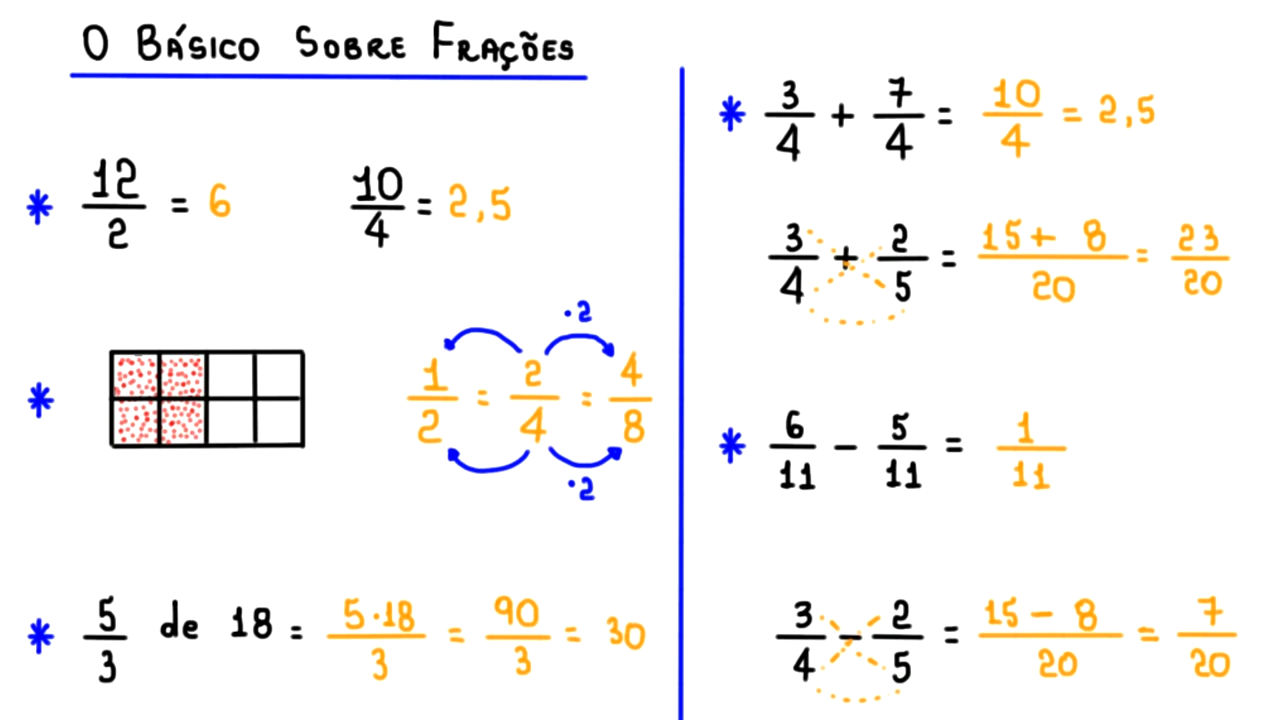 O BÁSICO SOBRE FRAÇÕES
* 12/2 = 6    10/4 = 2,5
·2
1/2 = 2/4 = 4/8
·2
* 5/3 de 18 = 5·18/3 = 90/3 = 30
* 3/4 + 7/4 = 10/4 = 2,5
3/4 + 2/5 = 15+ 8/20 = 23/20
* 6/11 - 5/11 = 1/11
3/4 - 2/5 = 15 - 8/20 = 7/20